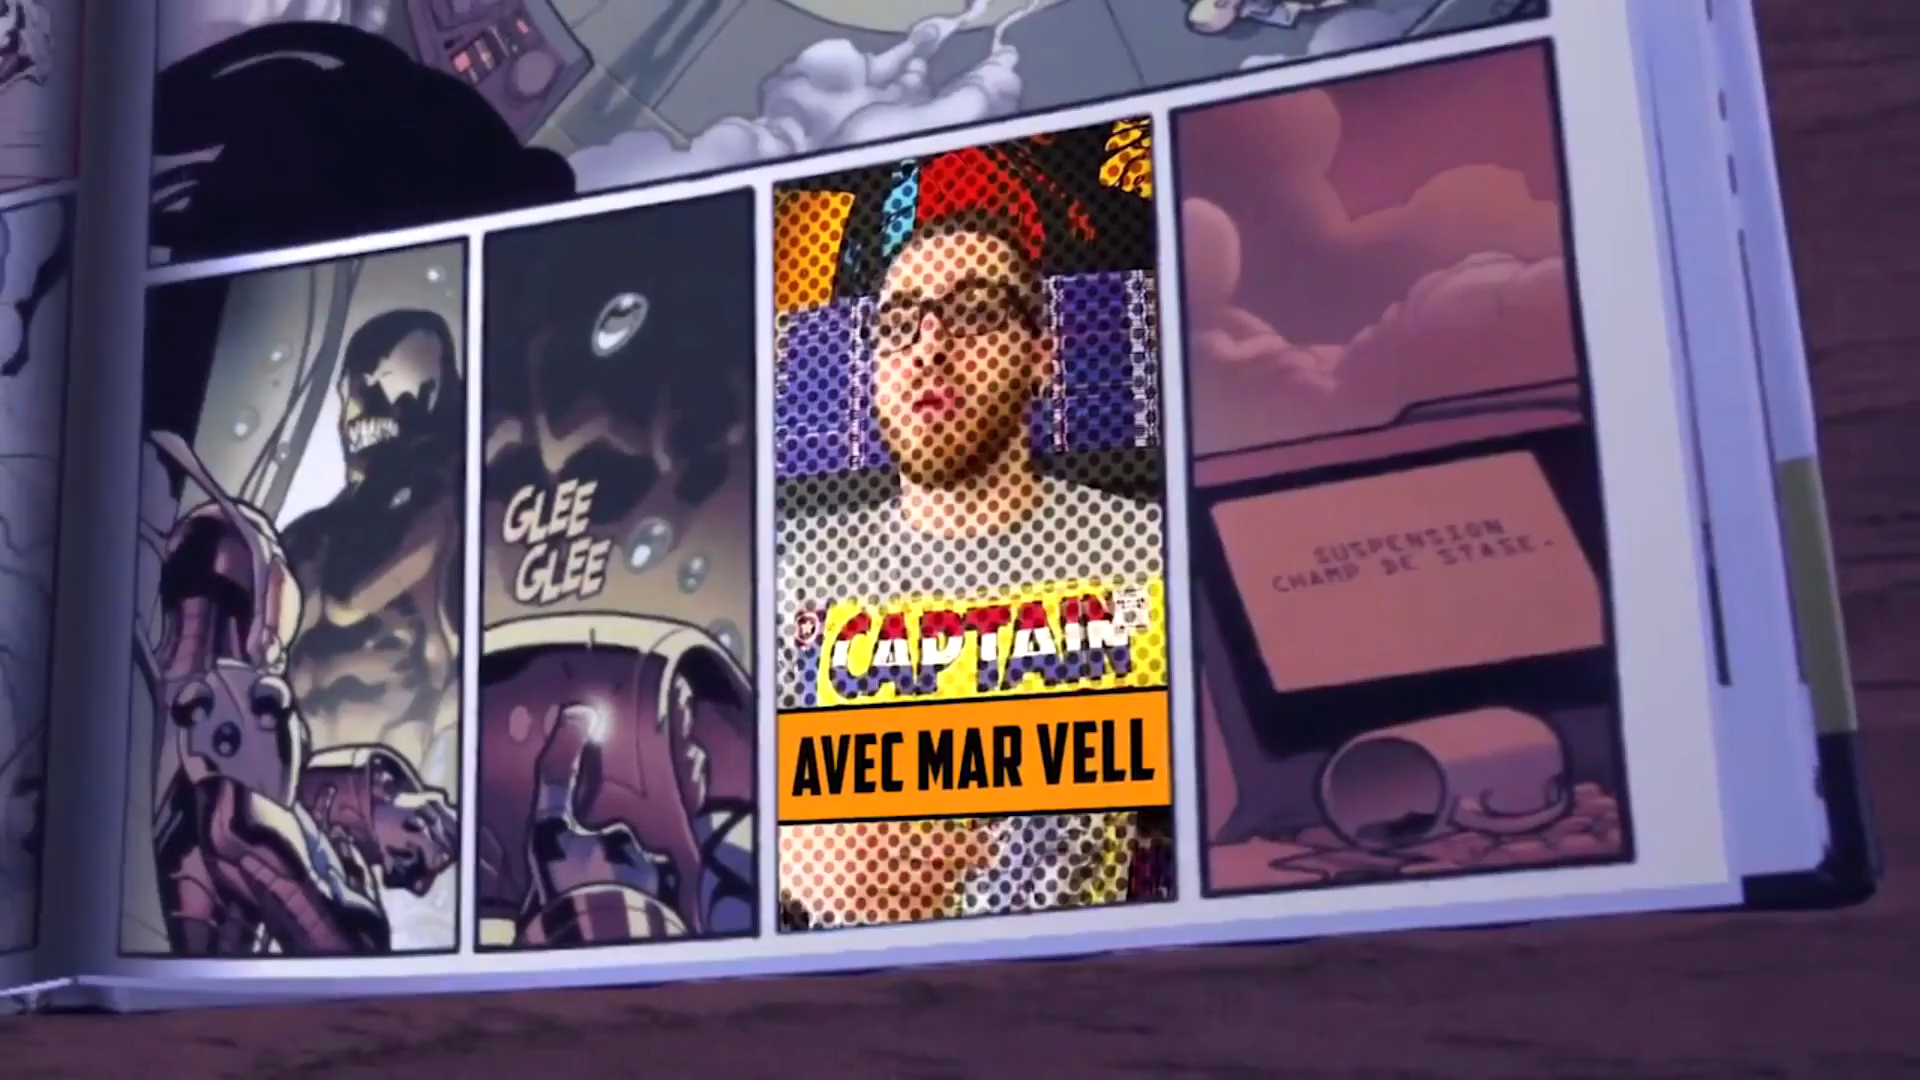 GLEE
GLEE
CAPTAIN
AVEC MAR VELL
SUSPENSION
CHAMP DE STASE.